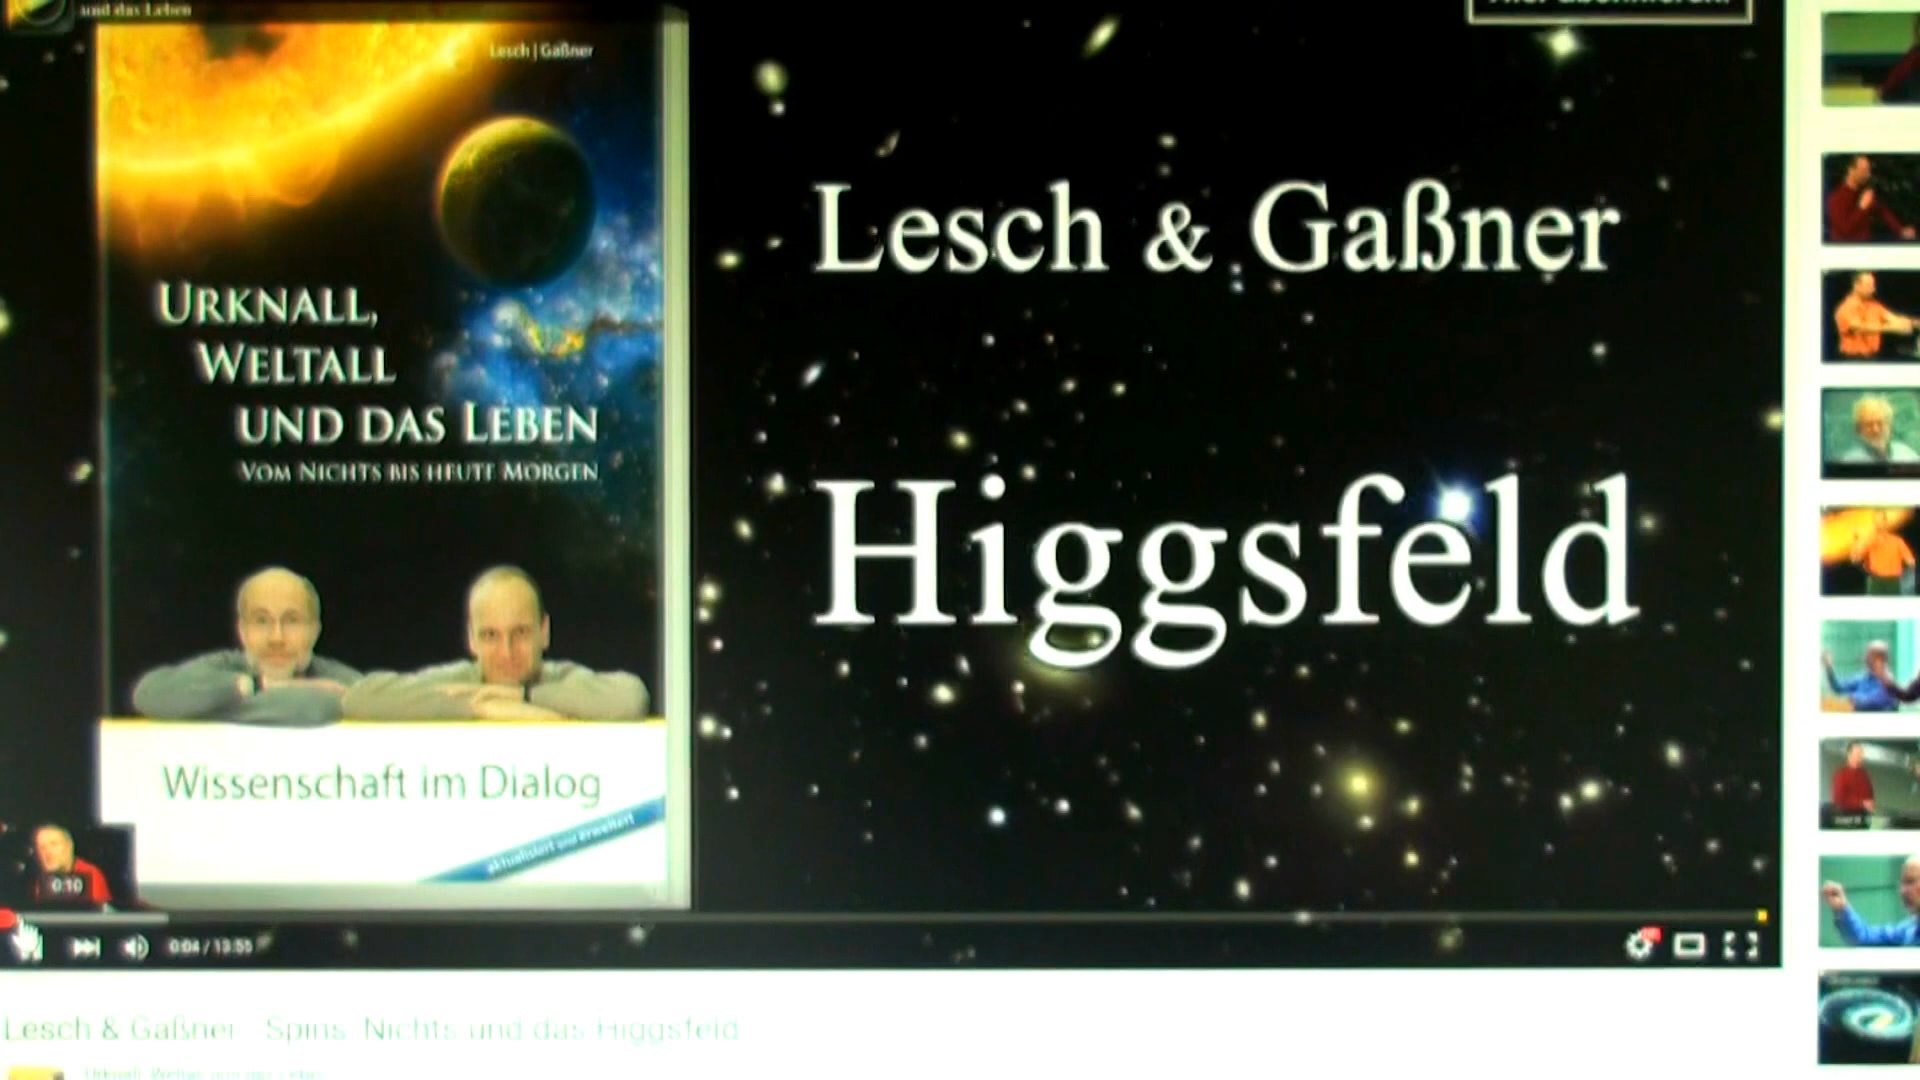 und das Leben
Hier abonnieren!
Lesch | Gaßner
Lesch & Gaßner
URKNALL,
WELTALL
UND DAS LEBEN
VOM NICHTS BIS HEUTE MORGEN
Higgsfeld
Wissenschaft im Dialog
aktualisiert und erweitert
0:10
0:04 / 13:55
Lesch & Gaßner Spins Nichts und das Higgsfeld
Urknall, Weltall und das Leben